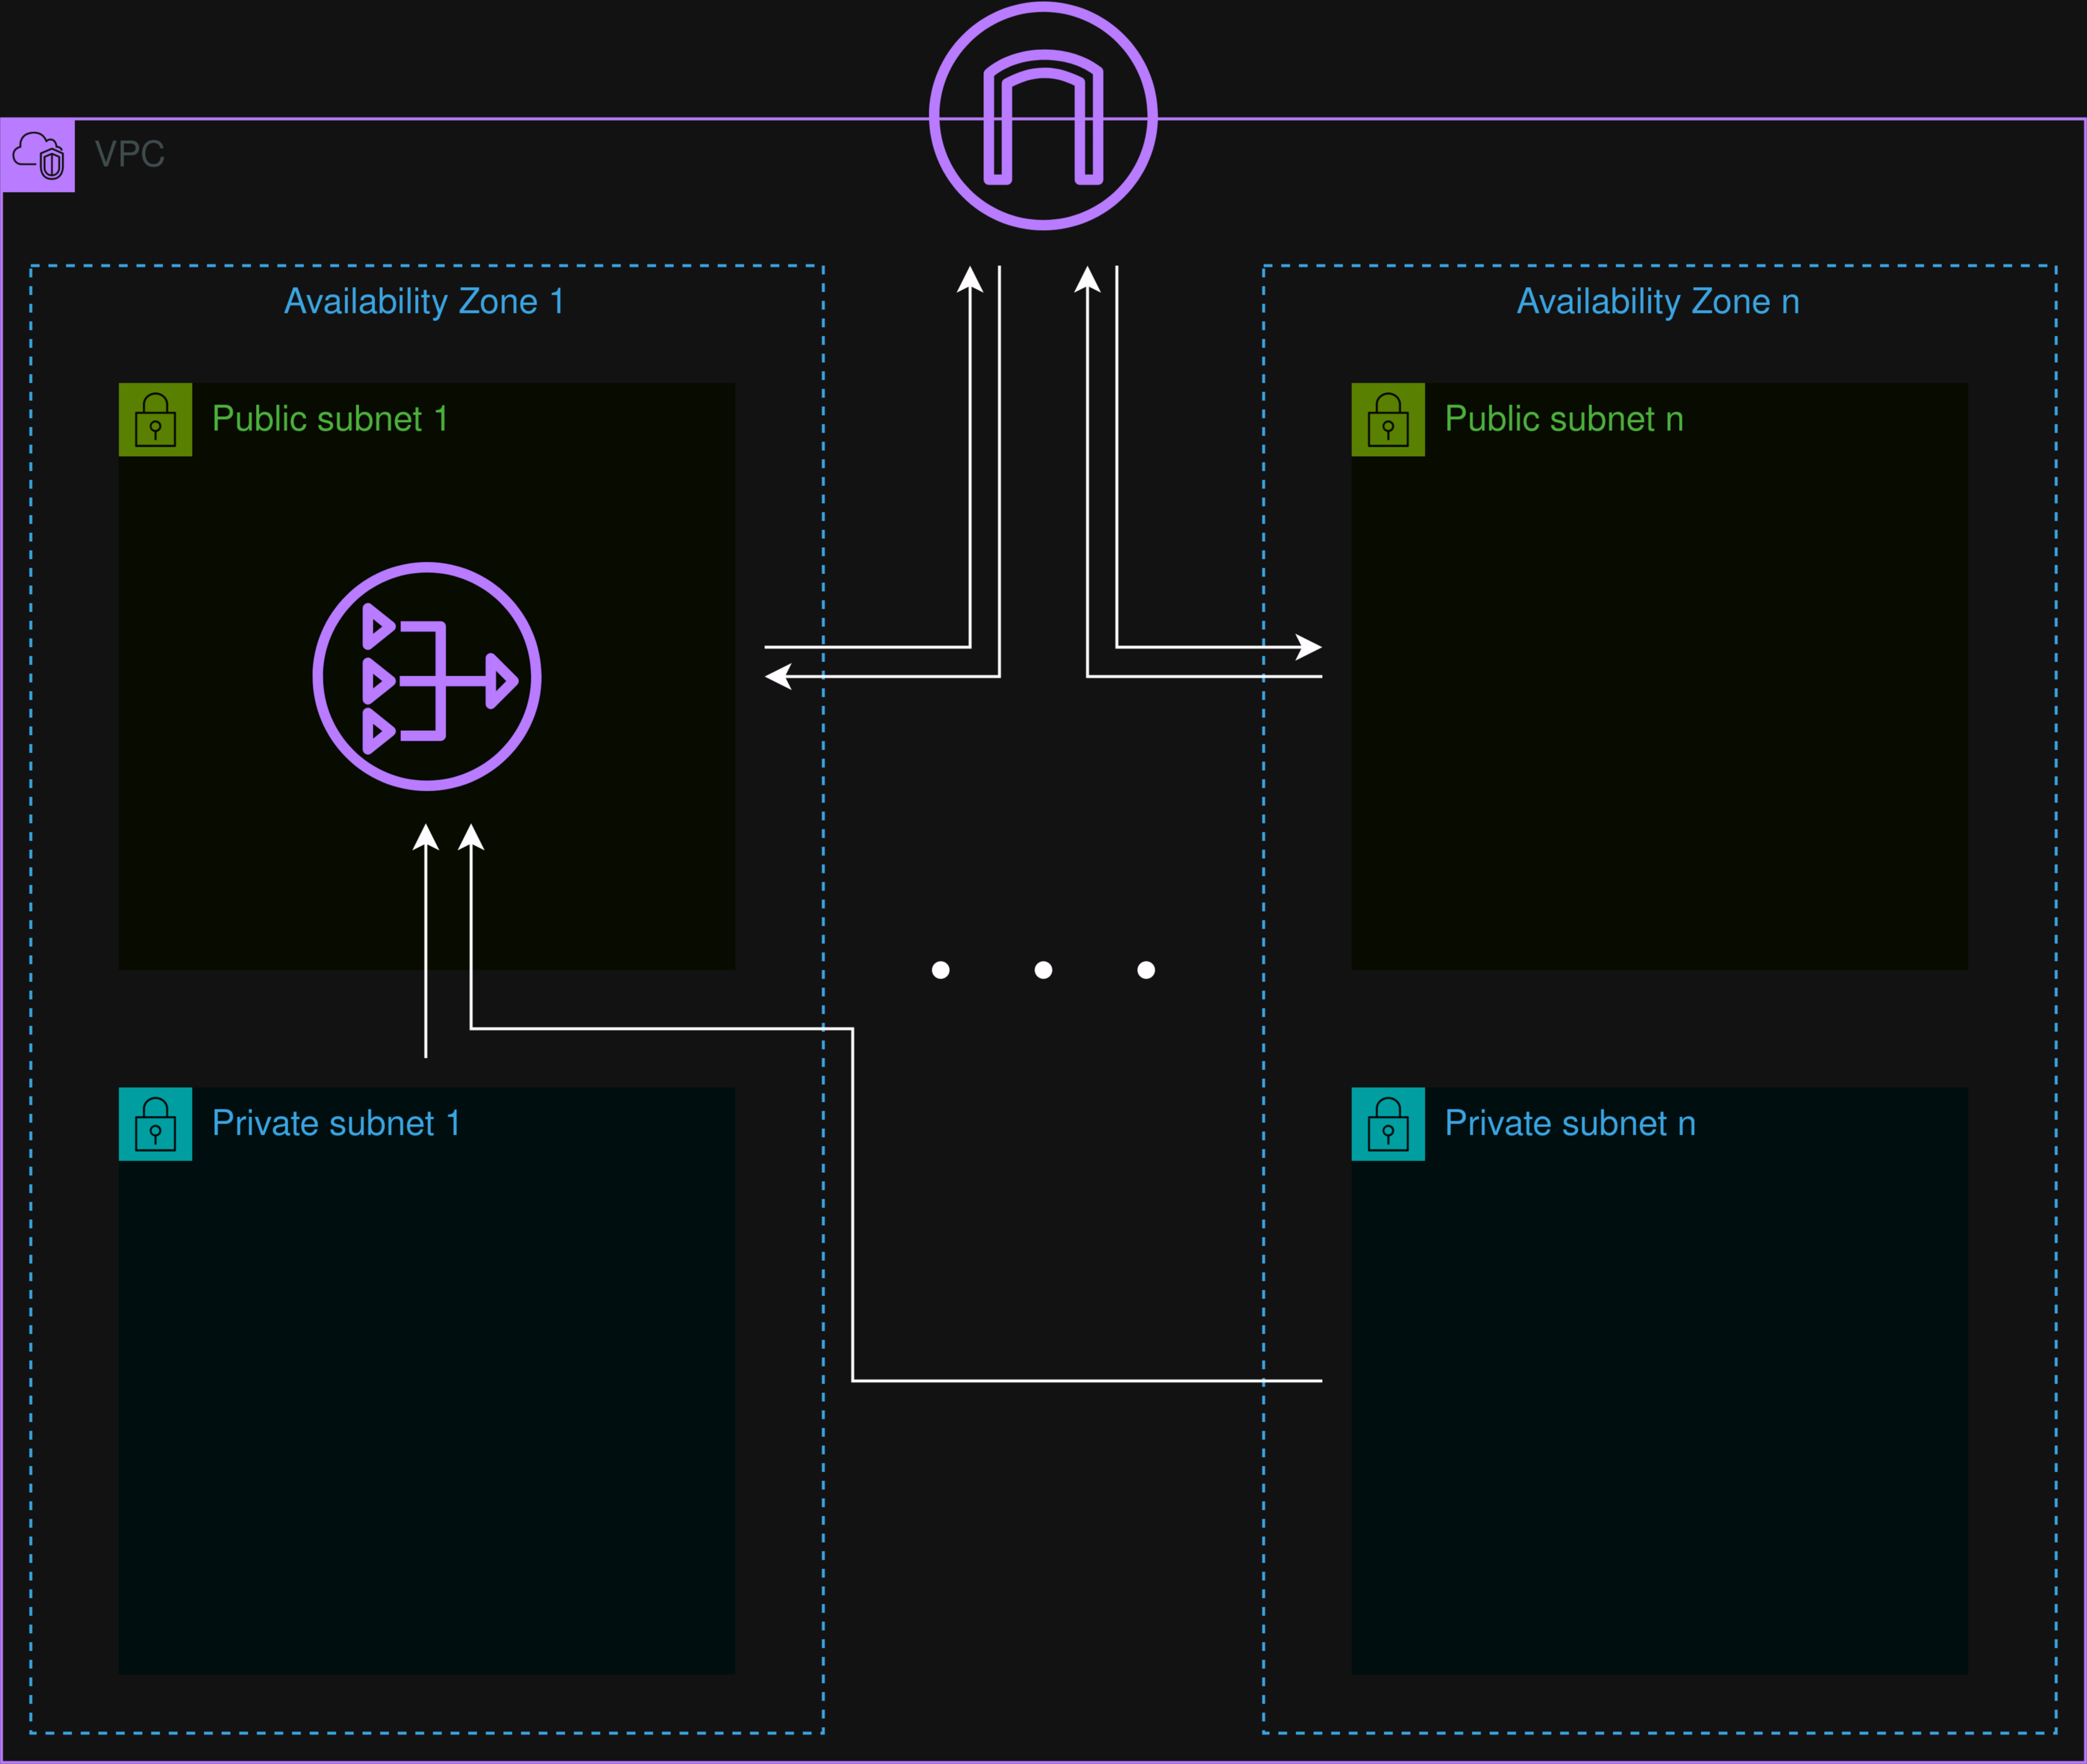 VPC
Availability Zone 1
Availability Zone n
Public subnet 1
Public subnet n
Private subnet 1
Private subnet n